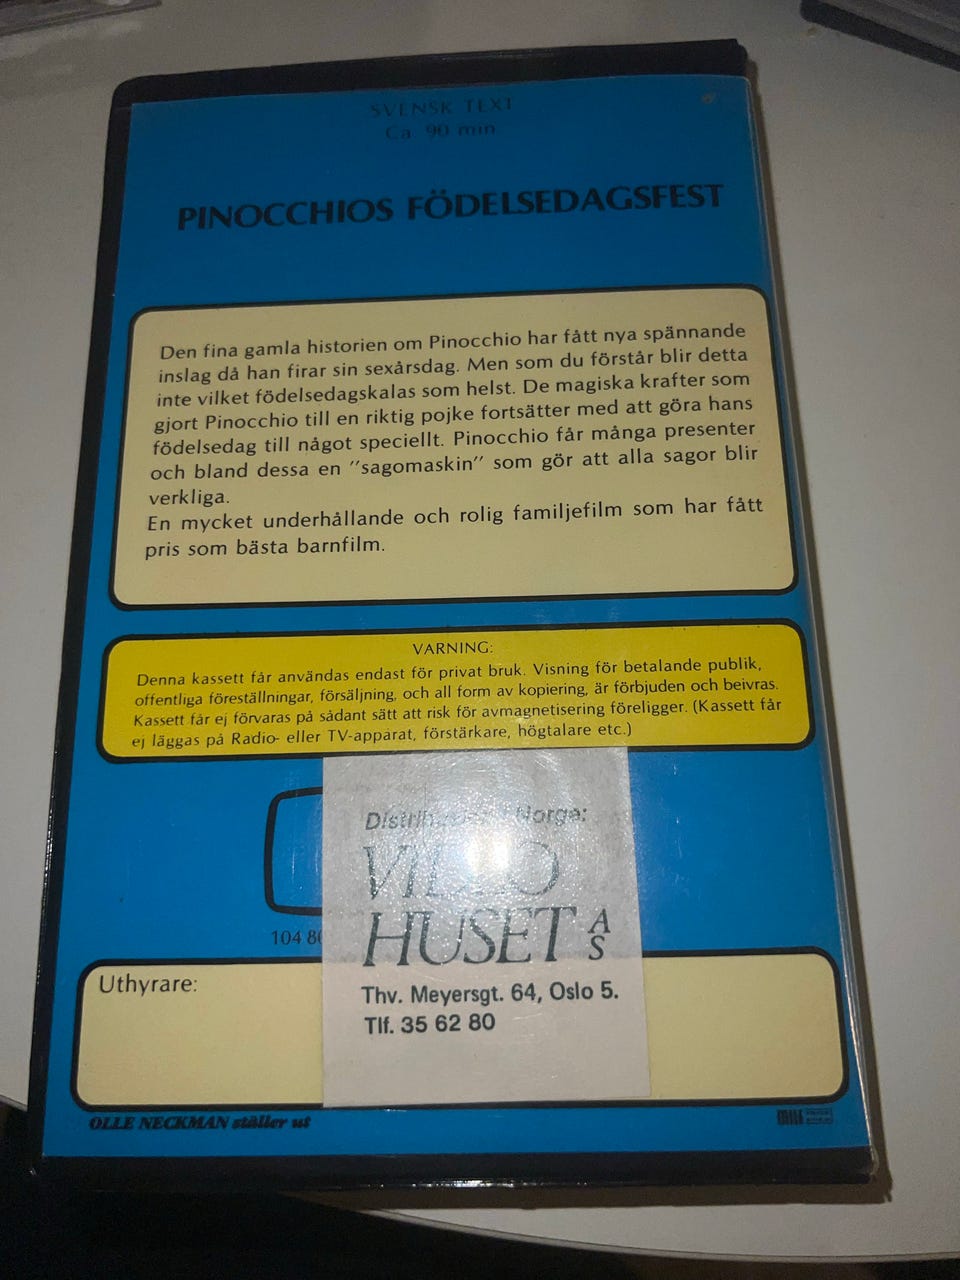 SVENSK TEXT
Ca. 90 min.
PINOCCHIOS FÖDELSEDAGSFEST
Den fina gamla historien om Pinocchio har fått nya spännande
inslag då han firar sin sexårsdag. Men som du förstår blir detta
inte vilket födelsedagskalas som helst. De magiska krafter som
gjort Pinocchio till en riktig pojke fortsätter med att göra hans
födelsedag till något speciellt. Pinocchio får många presenter
och bland dessa en ”sagomaskin” som gör att alla sagor blir
verkliga.
En mycket underhållande och rolig familjefilm som har fått
pris som bästa barnfilm.
VARNING:
Denna kassett får användas endast för privat bruk. Visning för betalande publik,
offentliga föreställningar, försäljning, och all form av kopiering, är förbjuden och beivras.
Kassett får ej förvaras på sådant sätt att risk för avmagnetisering föreligger. (Kassett får
ej läggas på Radio- eller TV-apparat, förstärkare, högtalare etc.)
Norge:
VIDEO
HUSET A
S
104 80
Uthyrare:
Thv. Meyersgt. 64, Oslo 5.
Tlf. 35 62 80
OLLE NECKMAN ställer ut